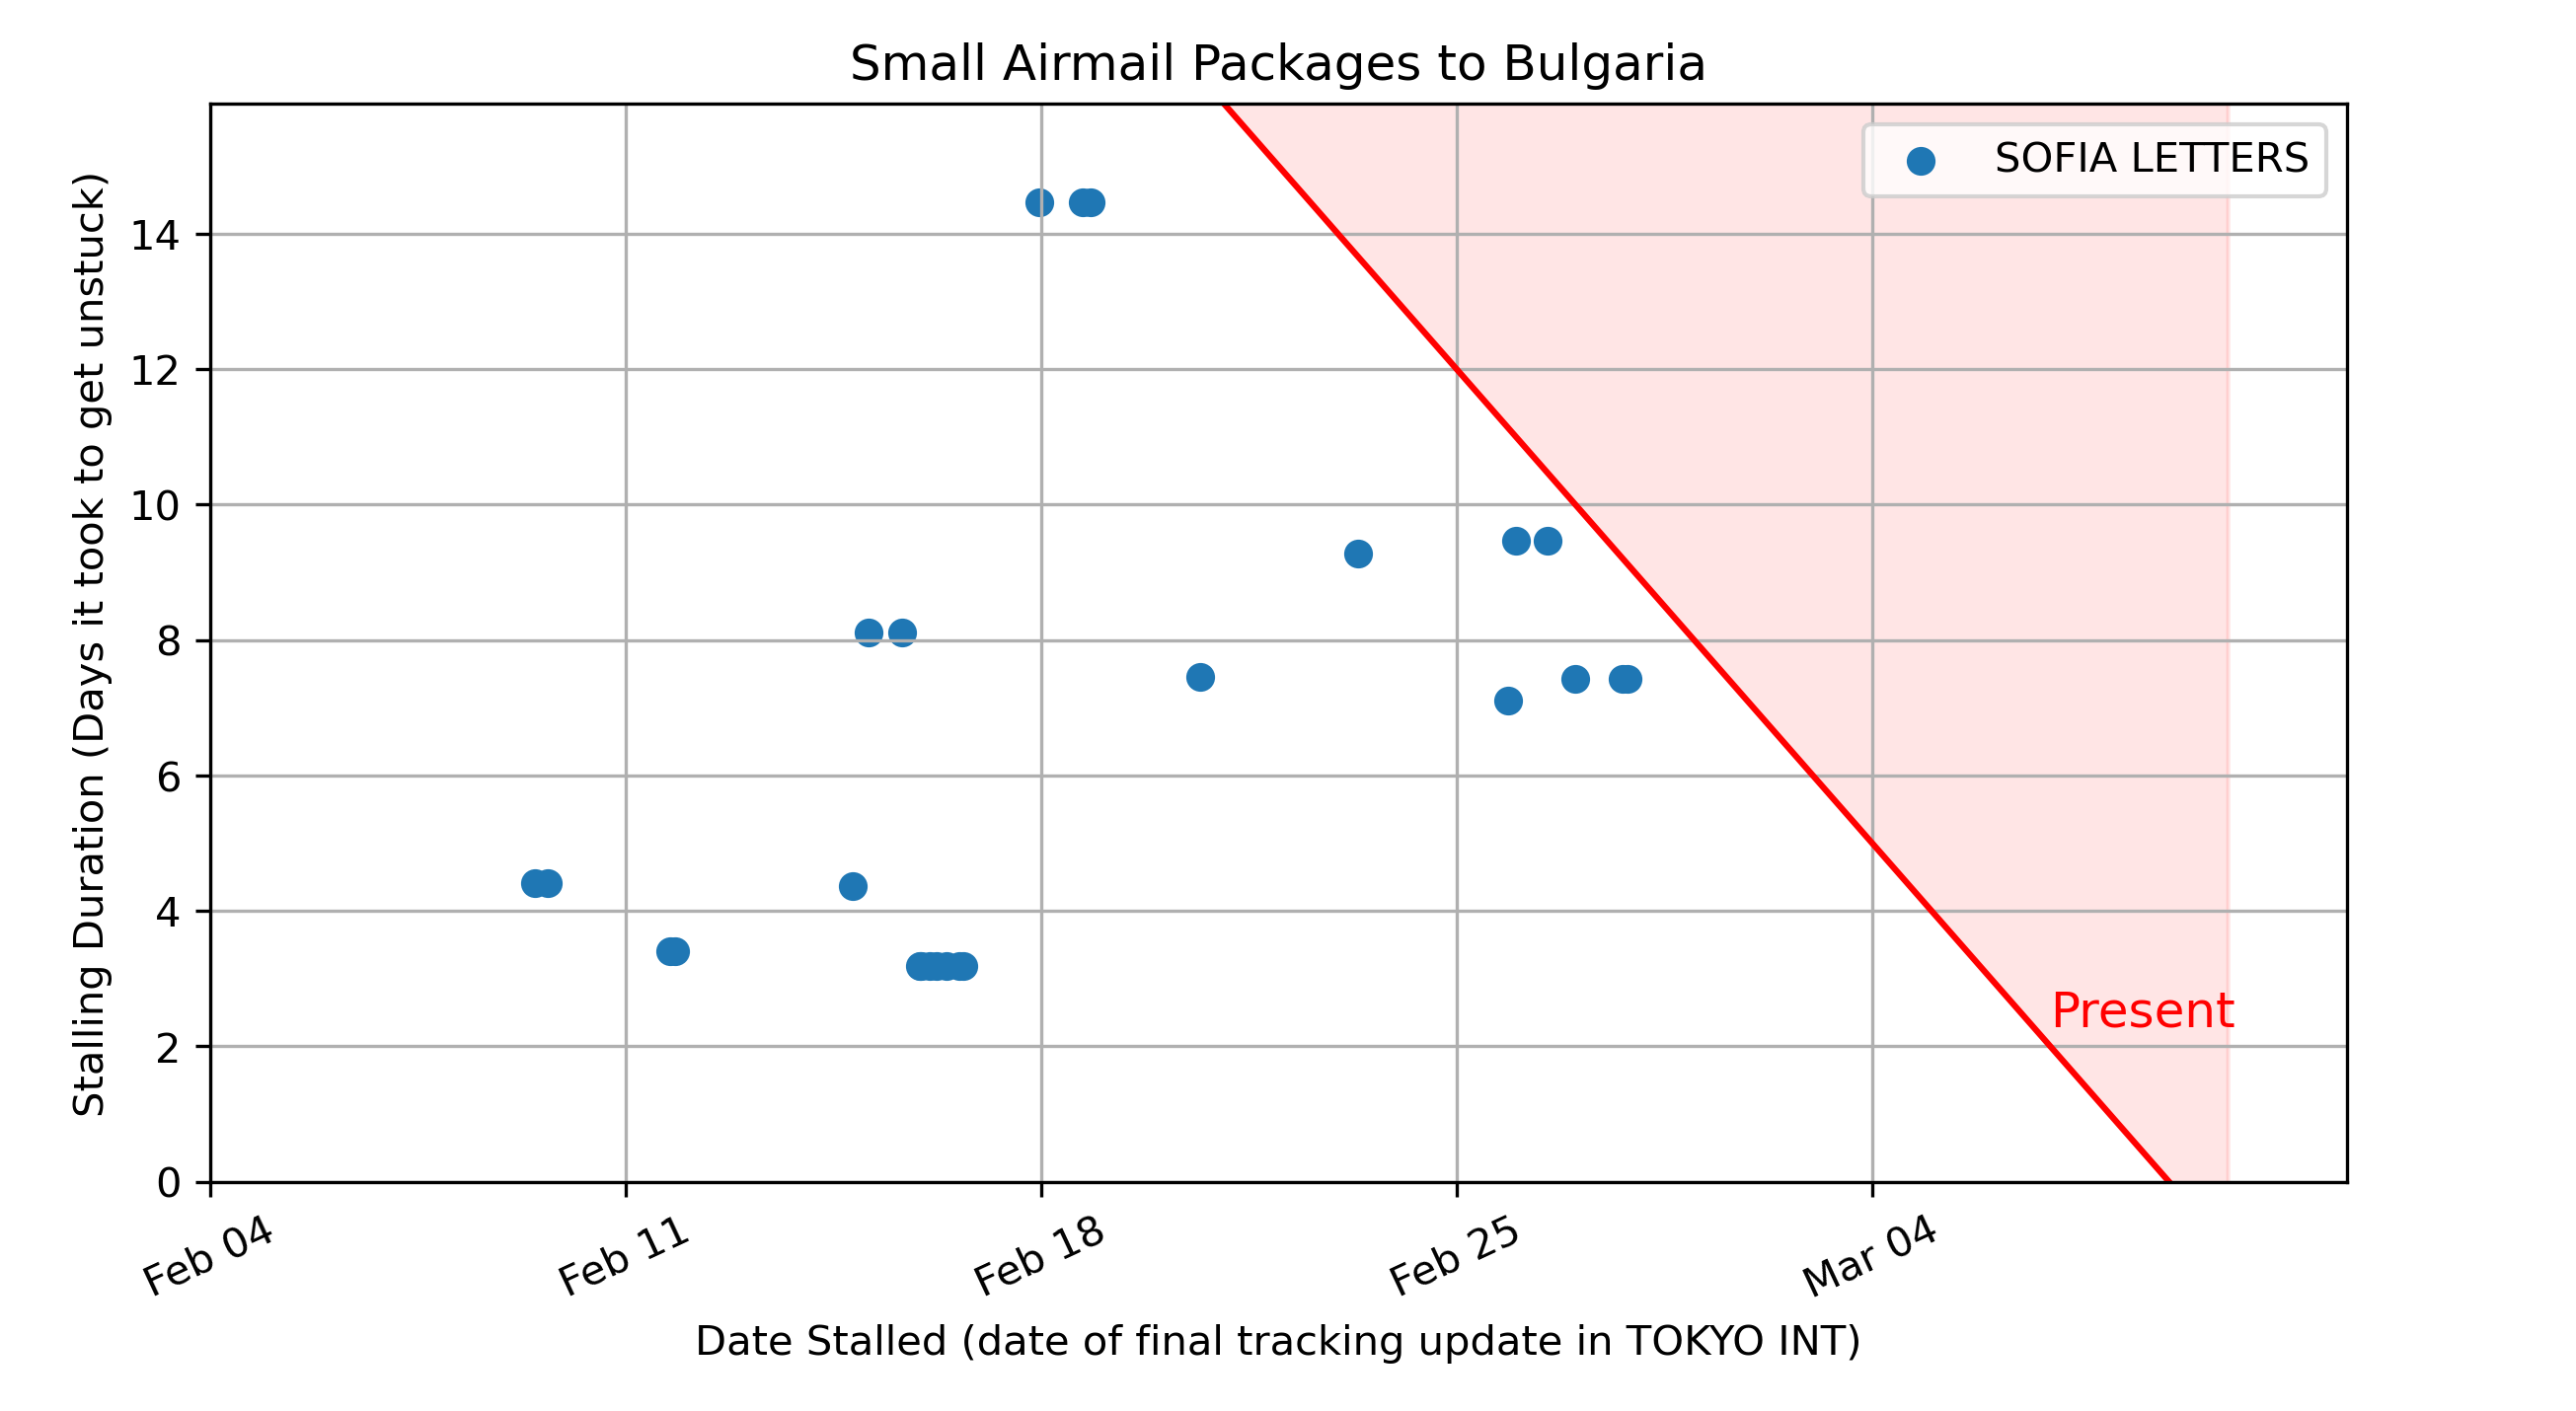 Small Airmail Packages to Bulgaria
SOFIA LETTERS
Stalling Duration (Days it took to get unstuck)
14
12
10
8
6
4
2
0
Present
Feb 04
Feb 11
Feb 18
Feb 25
Mar 04
Date Stalled (date of final tracking update in TOKYO INT)